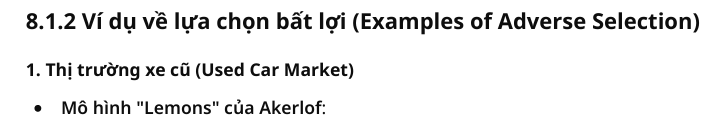 8.1.2 Ví dụ về lựa chọn bất lợi (Examples of Adverse Selection)
1. Thị trường xe cũ (Used Car Market)
• Mô hình "Lemons" của Akerlof: